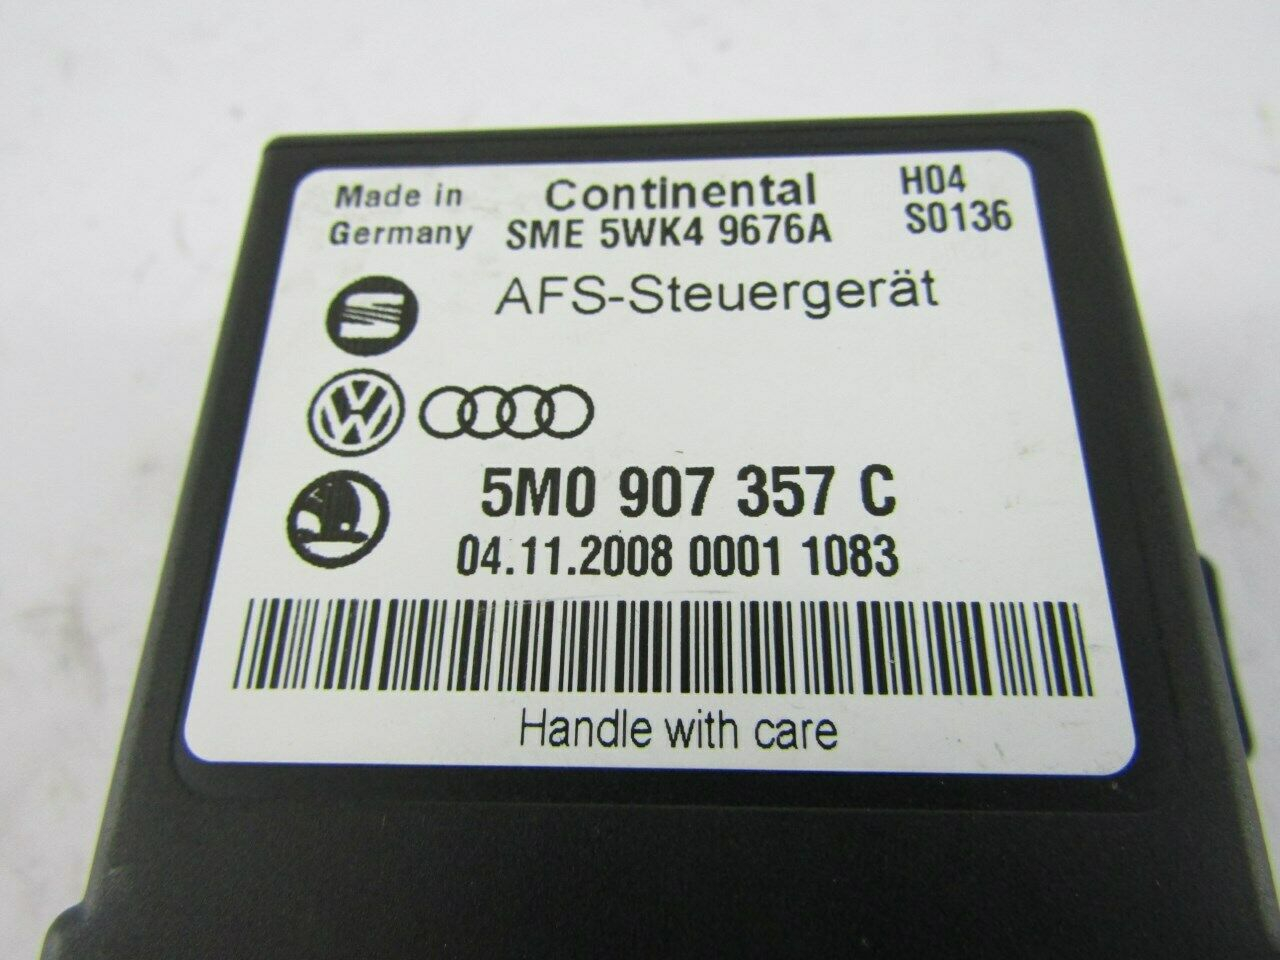 Made in Germany
Continental
SME 5WK4 9676A
H04
S0136
AFS-Steuergerät
5M0 907 357 C
04.11.2008 0001 1083
Handle with care